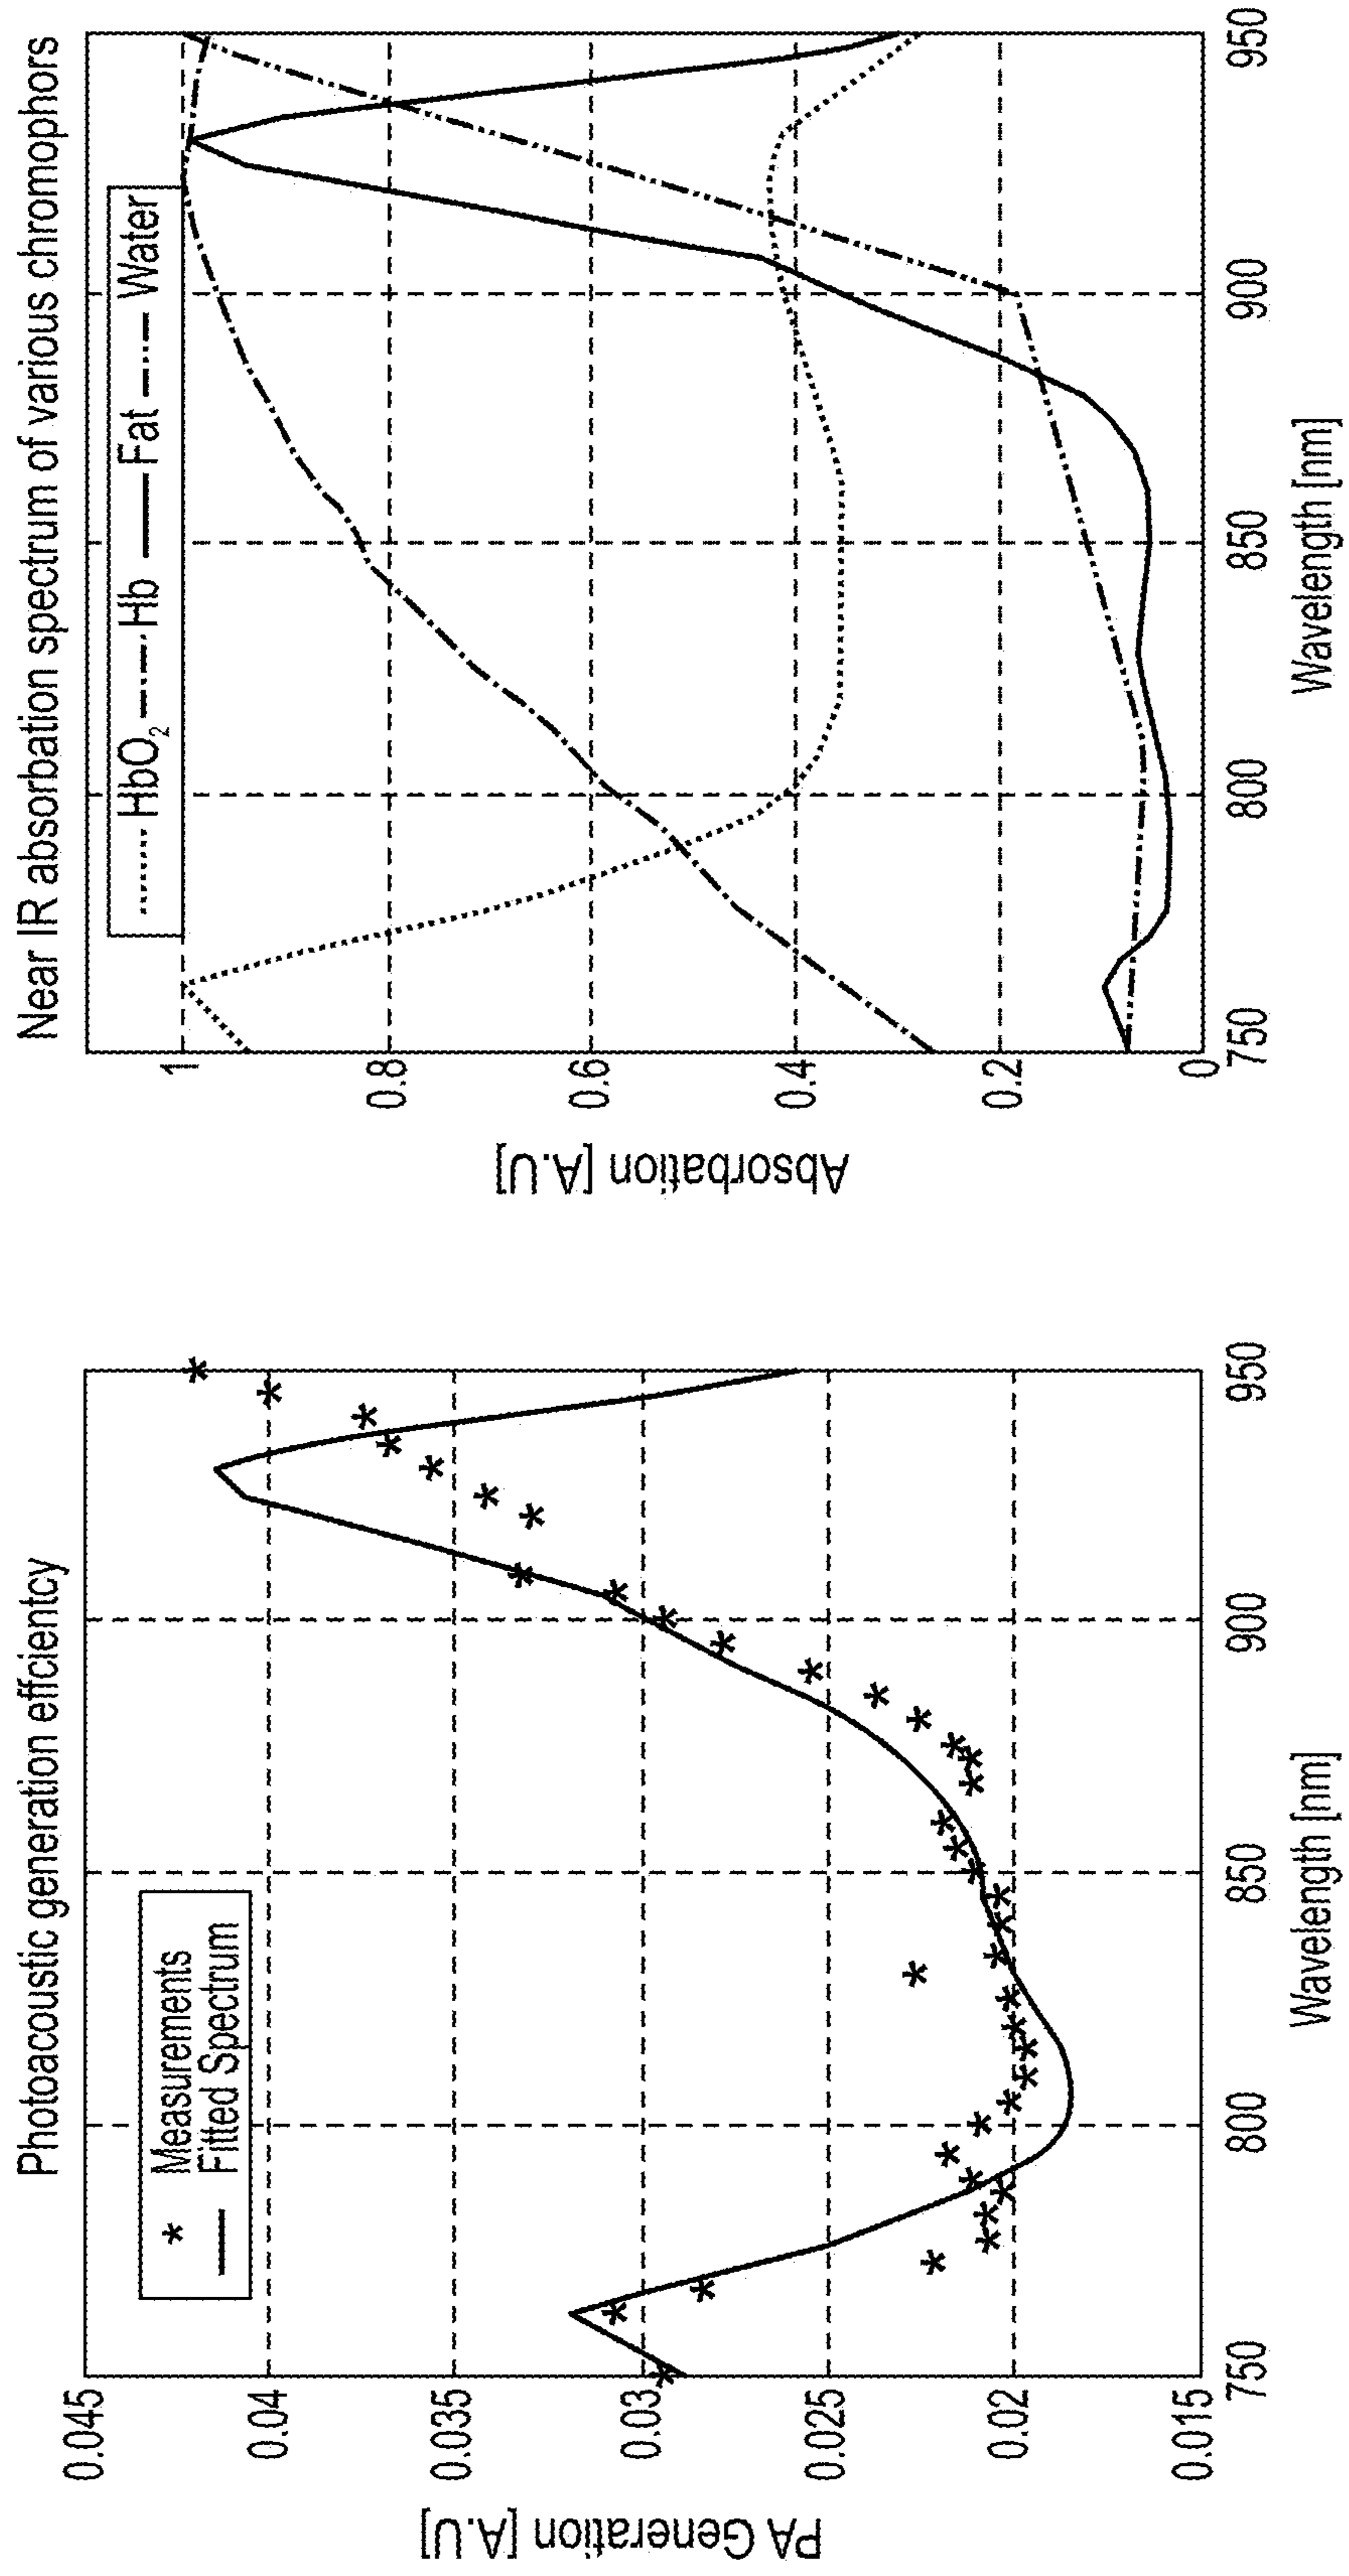 Photoacoustic generation effcientcy
PA Generation [A.U]
0.045
0.04
0.035
0.03
0.025
0.02
0.015
* Measurements
Fitted Spectrum
750
800
850
900
950
Wavelength [nm]
Near IR absorbation spectrum of various chromophors
Absorbation [A.U]
1
0.8
0.6
0.4
0.2
0
HbO₂ Hb Fat Water
750
800
850
900
950
Wavelength [nm]